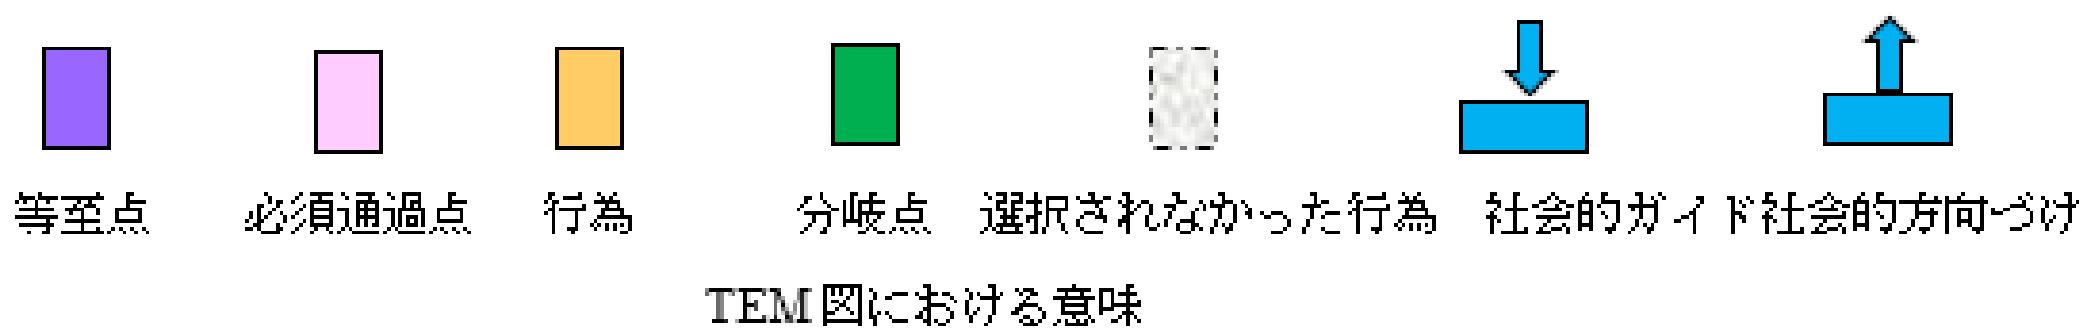 等至点 必須通過点 行為 分岐点 選択されなかった行為 社会的ガイド 社会的方向づけ
TEM図における意味